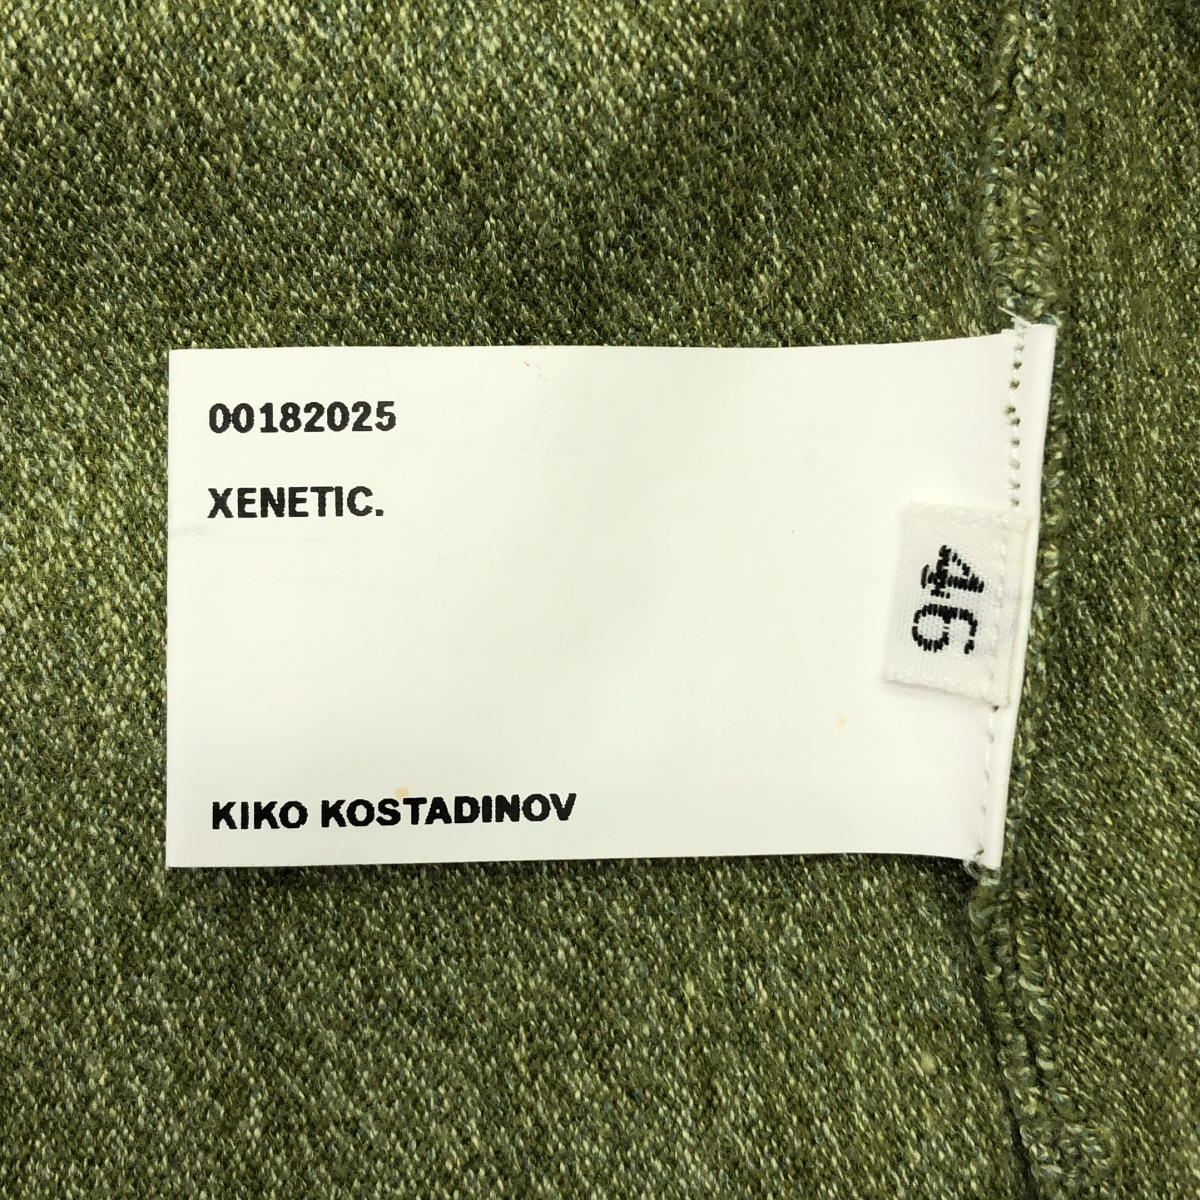 00182025
XENETIC.
46
KIKO KOSTADINOV